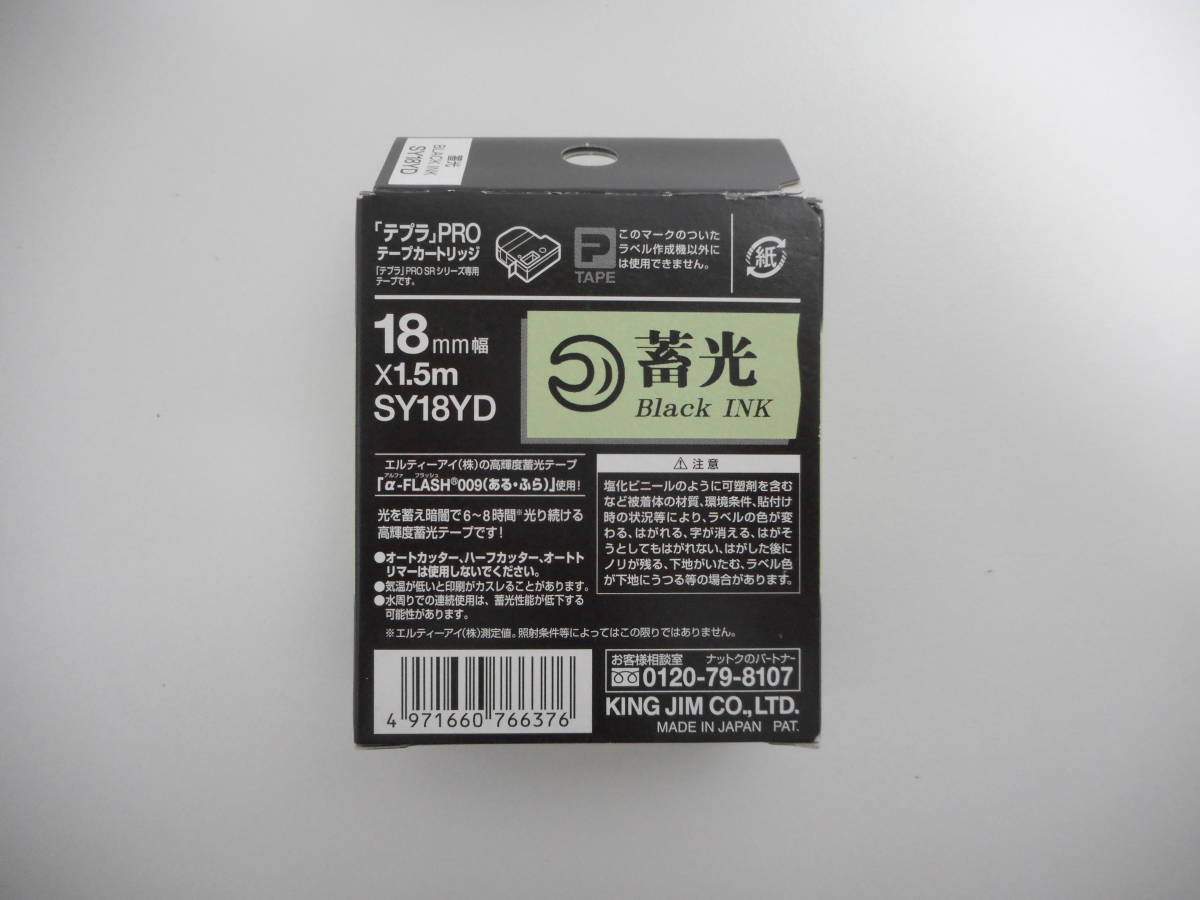 蓄光
BLACK INK
SY18YD
「テプラ」PRO
テープカートリッジ
「テプラ」PRO SRシリーズ専用
テープです。
P
TAPE
このマークのついた
ラベル作成機以外に
は使用できません。
紙
18mm幅
X1.5m
SY18YD
蓄光
Black INK
エルティーアイ(株)の高輝度蓄光テープ
アルファ フラッシュ
「α-FLASH®009(ある・ふら)」使用!
光を蓄え暗闇で6～8時間※光り続ける
高輝度蓄光テープです!
●オートカッター、ハーフカッター、オートト
リマーは使用しないでください。
●気温が低いと印刷がカスレることがあります。
●水周りでの連続使用は、蓄光性能が低下する
可能性があります。
※エルティーアイ(株)測定値。照射条件等によってはこの限りではありません。
⚠注意
塩化ビニールのように可塑剤を含む
など被着体の材質、環境条件、貼付け
時の状況等により、ラベルの色が変
わる、はがれる、字が消える、はがそ
うとしてもはがれない、はがした後に
ノリが残る、下地がいたむ、ラベル色
が下地にうつる等の場合があります。
4 971660 766376
お客様相談室 ナットクのパートナー
0120-79-8107
KING JIM CO.,LTD.
MADE IN JAPAN PAT.